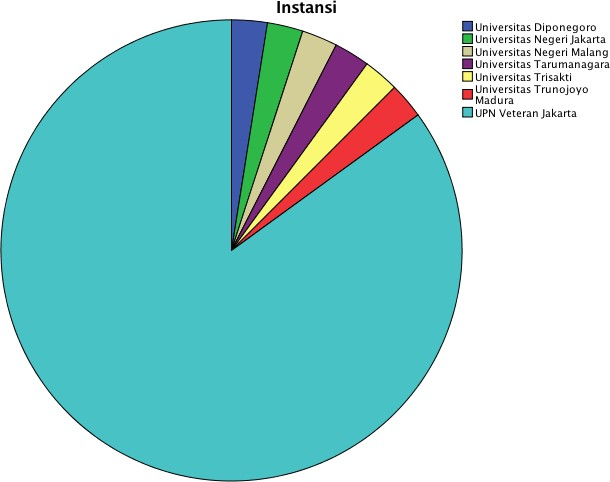 Instansi
Universitas Diponegoro
Universitas Negeri Jakarta
Universitas Negeri Malang
Universitas Tarumanagara
Universitas Trisakti
Universitas Trunojoyo
Madura
UPN Veteran Jakarta